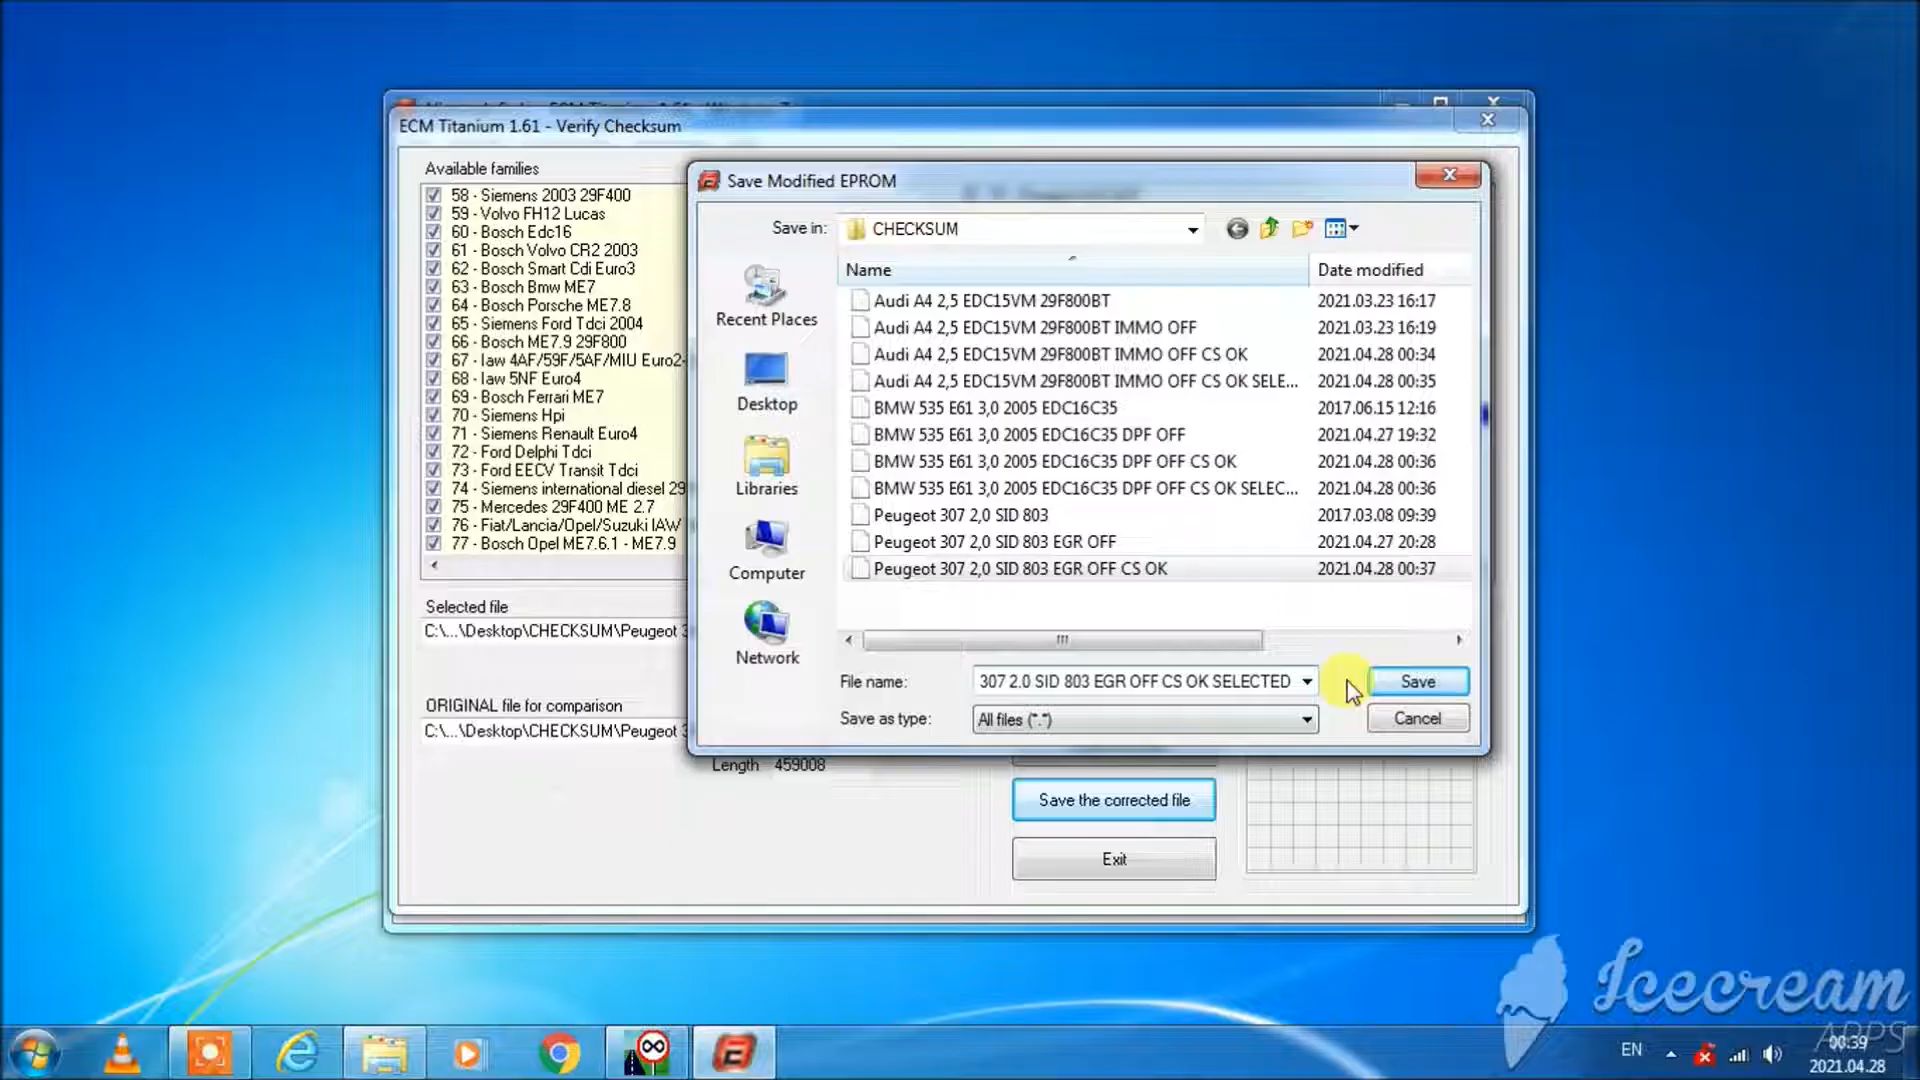 ECM Titanium 1.61 - Verify Checksum
Available families
58 - Siemens 2003 29F400
59 - Volvo FH12 Lucas
60 - Bosch Edc16
61 - Bosch Volvo CR2 2003
62 - Bosch Smart Cdi Euro3
63 - Bosch Bmw ME7
64 - Bosch Porsche ME7.8
65 - Siemens Ford Tdci 2004
66 - Bosch ME7.9 29F800
67 - Iaw 4AF/59F/5AF/MIU Euro2-
68 - Iaw 5NF Euro4
69 - Bosch Ferrari ME7
70 - Siemens Hpi
71 - Siemens Renault Euro4
72 - Ford Delphi Tdci
73 - Ford EECV Transit Tdci
74 - Siemens international diesel 29
75 - Mercedes 29F400 ME 2.7
76 - Fiat/Lancia/Opel/Suzuki IAW
77 - Bosch Opel ME7.6.1 - ME7.9
Selected file
C:\...\Desktop\CHECKSUM\Peugeot 3
ORIGINAL file for comparison
C:\...\Desktop\CHECKSUM\Peugeot 3
Save Modified EPROM
Save in: CHECKSUM
Recent Places
Desktop
Libraries
Computer
Network
Name Date modified
Audi A4 2,5 EDC15VM 29F800BT 2021.03.23 16:17
Audi A4 2,5 EDC15VM 29F800BT IMMO OFF 2021.03.23 16:19
Audi A4 2,5 EDC15VM 29F800BT IMMO OFF CS OK 2021.04.28 00:34
Audi A4 2,5 EDC15VM 29F800BT IMMO OFF CS OK SELE... 2021.04.28 00:35
BMW 535 E61 3,0 2005 EDC16C35 2017.06.15 12:16
BMW 535 E61 3,0 2005 EDC16C35 DPF OFF 2021.04.27 19:32
BMW 535 E61 3,0 2005 EDC16C35 DPF OFF CS OK 2021.04.28 00:36
BMW 535 E61 3,0 2005 EDC16C35 DPF OFF CS OK SELEC... 2021.04.28 00:36
Peugeot 307 2,0 SID 803 2017.03.08 09:39
Peugeot 307 2,0 SID 803 EGR OFF 2021.04.27 20:28
Peugeot 307 2,0 SID 803 EGR OFF CS OK 2021.04.28 00:37
File name: 307 2.0 SID 803 EGR OFF CS OK SELECTED Save
Save as type: All files (*.*) Cancel
Length 459008
Save the corrected file
Exit
Icecream
APPS
EN
00:39
2021.04.28